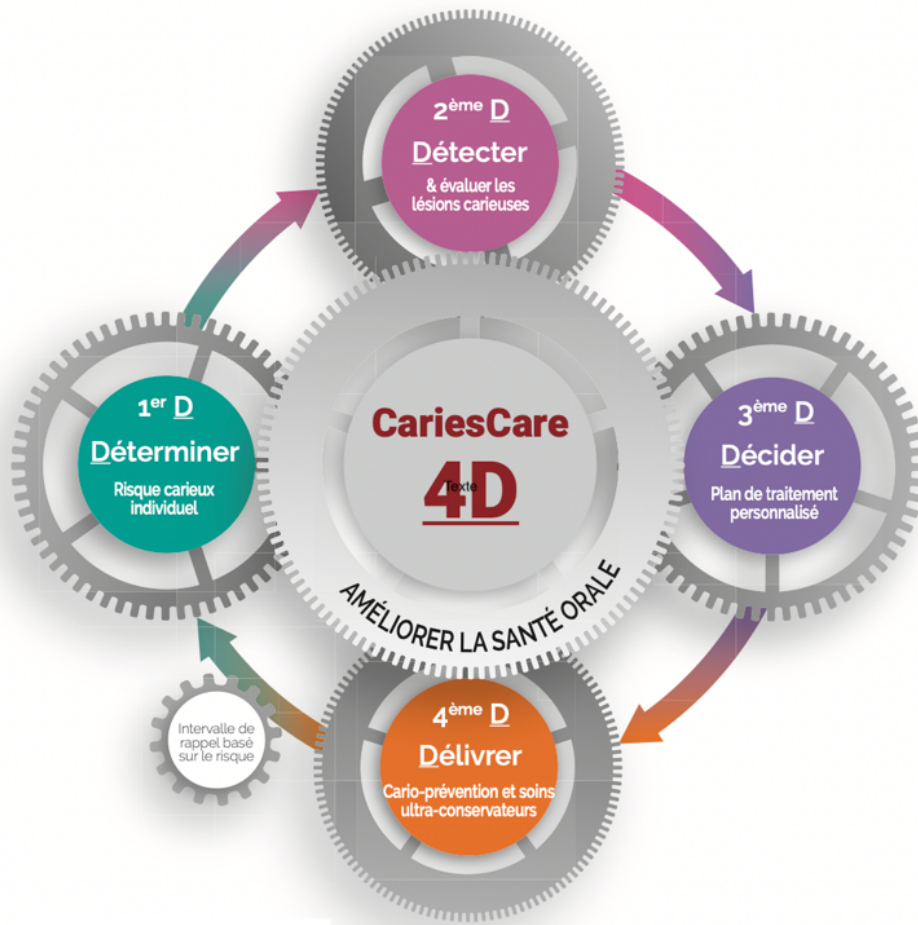 2ème D
Détecter
& évaluer les
lésions carieuses
1er D
Déterminer
Risque carieux
individuel
CariesCare
4D
Texte
3ème D
Décider
Plan de traitement
personnalisé
AMÉLIORER LA SANTÉ ORALE
4ème D
Délivrer
Cario-prévention et soins
ultra-conservateurs
Intervalle de
rappel basé
sur le risque